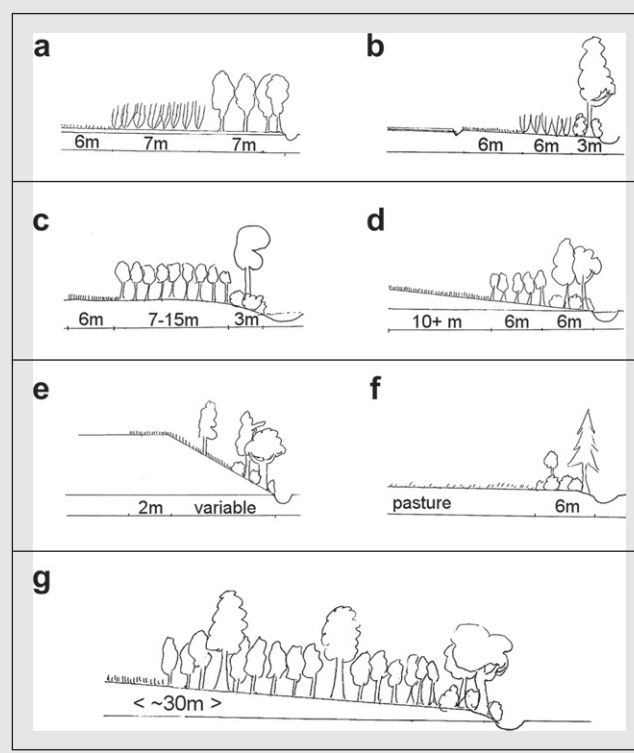 a
6m 7m 7m
b
6m 6m 3m
c
6m 7-15m 3m
d
10+ m 6m 6m
e
2m variable
f
pasture 6m
g
< ~30m >